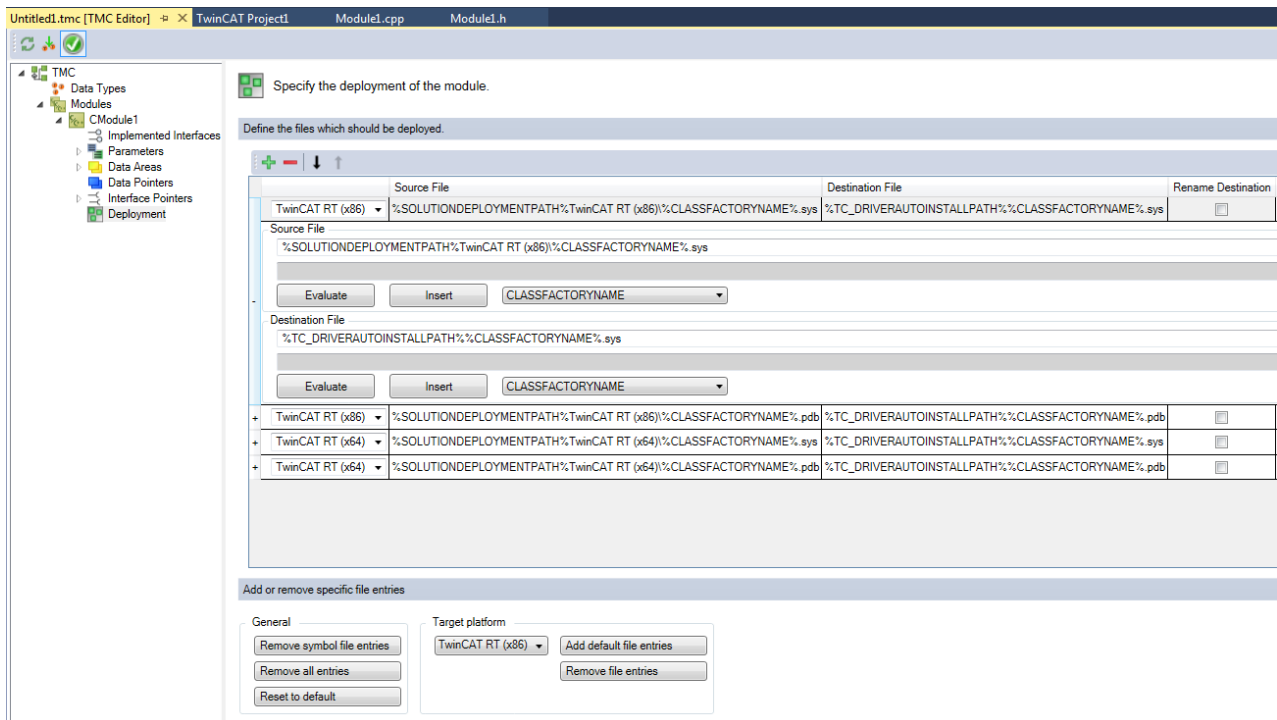 Untitled1.tmc [TMC Editor] TwinCAT Project1 Module1.cpp Module1.h
TMC
Data Types
Modules
CModule1
Implemented Interfaces
Parameters
Data Areas
Data Pointers
Interface Pointers
Deployment
Specify the deployment of the module.
Define the files which should be deployed.
Source File Destination File Rename Destination
TwinCAT RT (x86) %SOLUTIONDEPLOYMENTPATH%TwinCAT RT (x86)\%CLASSFACTORYNAME%.sys %TC_DRIVERAUTOINSTALLPATH%%CLASSFACTORYNAME%.sys
Source File
%SOLUTIONDEPLOYMENTPATH%TwinCAT RT (x86)\%CLASSFACTORYNAME%.sys
Evaluate Insert CLASSFACTORYNAME
Destination File
%TC_DRIVERAUTOINSTALLPATH%%CLASSFACTORYNAME%.sys
Evaluate Insert CLASSFACTORYNAME
TwinCAT RT (x86) %SOLUTIONDEPLOYMENTPATH%TwinCAT RT (x86)\%CLASSFACTORYNAME%.pdb %TC_DRIVERAUTOINSTALLPATH%%CLASSFACTORYNAME%.pdb
TwinCAT RT (x64) %SOLUTIONDEPLOYMENTPATH%TwinCAT RT (x64)\%CLASSFACTORYNAME%.sys %TC_DRIVERAUTOINSTALLPATH%%CLASSFACTORYNAME%.sys
TwinCAT RT (x64) %SOLUTIONDEPLOYMENTPATH%TwinCAT RT (x64)\%CLASSFACTORYNAME%.pdb %TC_DRIVERAUTOINSTALLPATH%%CLASSFACTORYNAME%.pdb
Add or remove specific file entries
General Target platform
Remove symbol file entries TwinCAT RT (x86) Add default file entries
Remove all entries Remove file entries
Reset to default